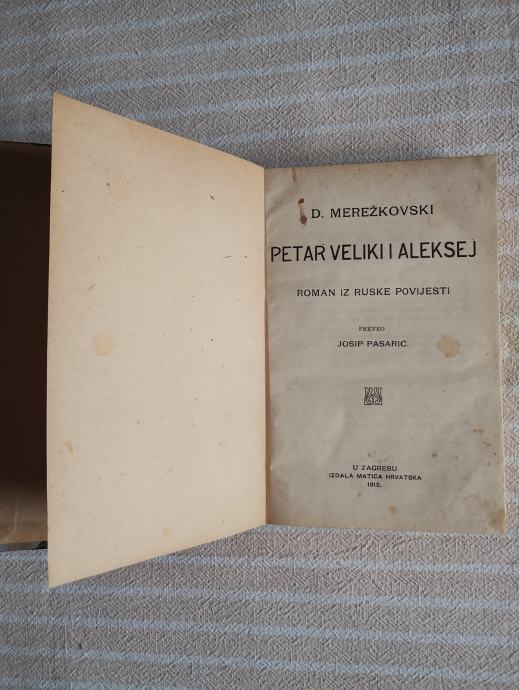 D. MEREŽKOVSKI
PETAR VELIKI I ALEKSEJ
ROMAN IZ RUSKE POVIJESTI
PREVEO
JOSIP PASARIĆ.
U ZAGREBU
IZDALA MATICA HRVATSKA
1912.